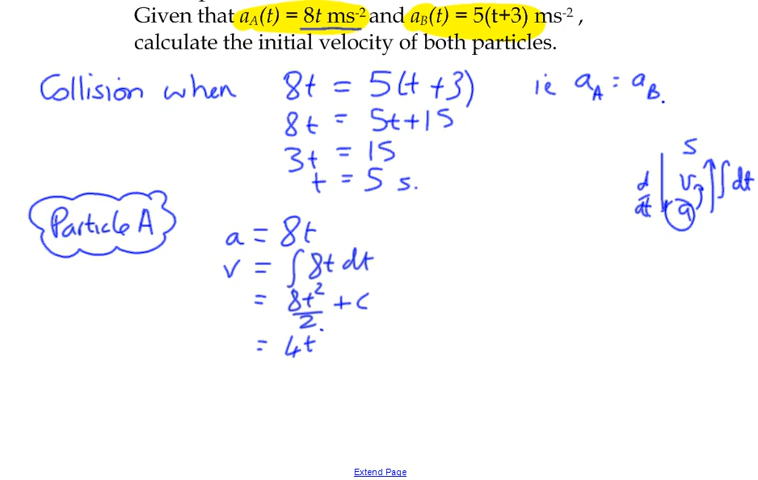 Given that aA(t) = 8t ms-2 and aB(t) = 5(t+3) ms-2 ,
calculate the initial velocity of both particles.
Collision when 8t = 5(t+3) ie aA = aB.
8t = 5t+15
3t = 15
t = 5 s.
s
d/dt v ∫dt
a
Particle A
a = 8t
v = ∫ 8t dt
= 8t²/2 + c
= 4t
Extend Page